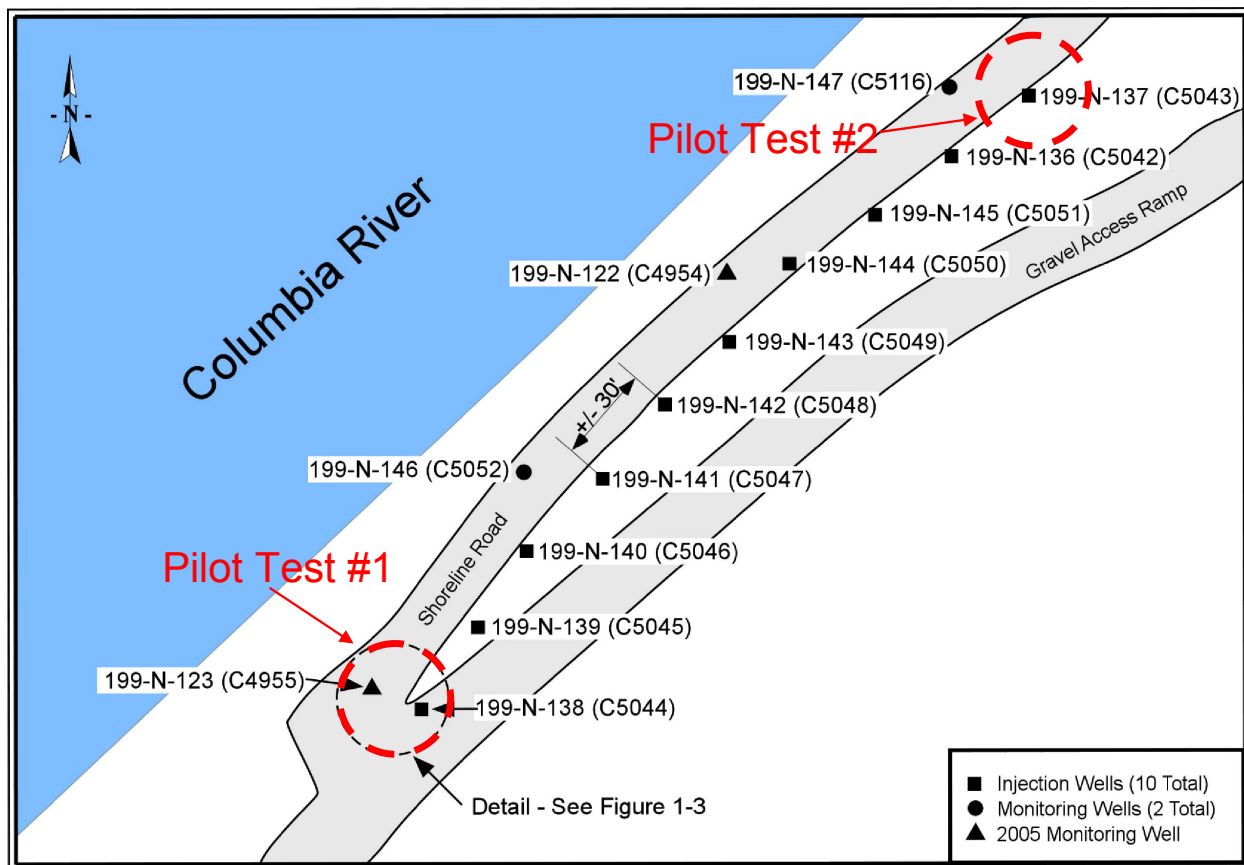 199-N-147 (C5116)
199-N-137 (C5043)
- N -
Pilot Test #2
199-N-136 (C5042)
199-N-145 (C5051)
Gravel Access Ramp
Columbia River
199-N-122 (C4954)
199-N-144 (C5050)
199-N-143 (C5049)
+/- 30'
199-N-142 (C5048)
199-N-146 (C5052)
199-N-141 (C5047)
Shoreline Road
199-N-140 (C5046)
Pilot Test #1
199-N-139 (C5045)
199-N-123 (C4955)
199-N-138 (C5044)
Detail - See Figure 1-3
Injection Wells (10 Total)
Monitoring Wells (2 Total)
2005 Monitoring Well